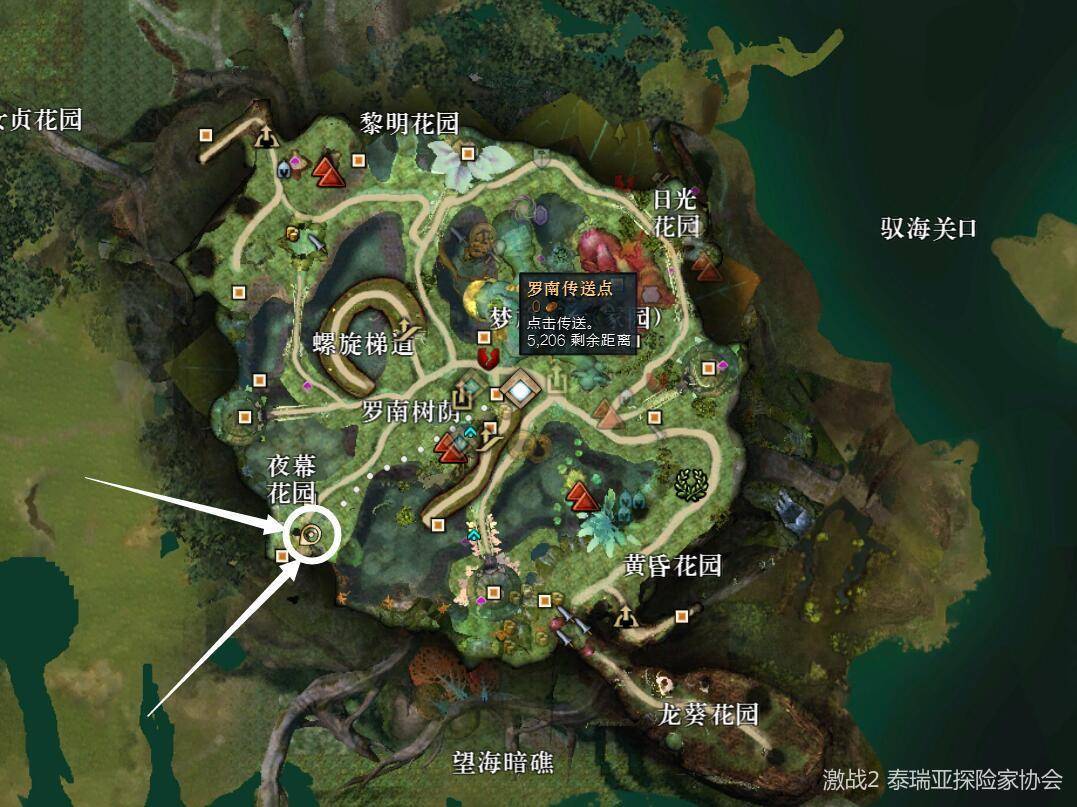 女贞花园
黎明花园
日光
花园
驭海关口
罗南传送点
0
点击传送。
5,206 剩余距离
梦
园）
螺旋梯道
罗南树荫
夜幕
花园
黄昏花园
龙葵花园
望海暗礁
激战2 泰瑞亚探险家协会